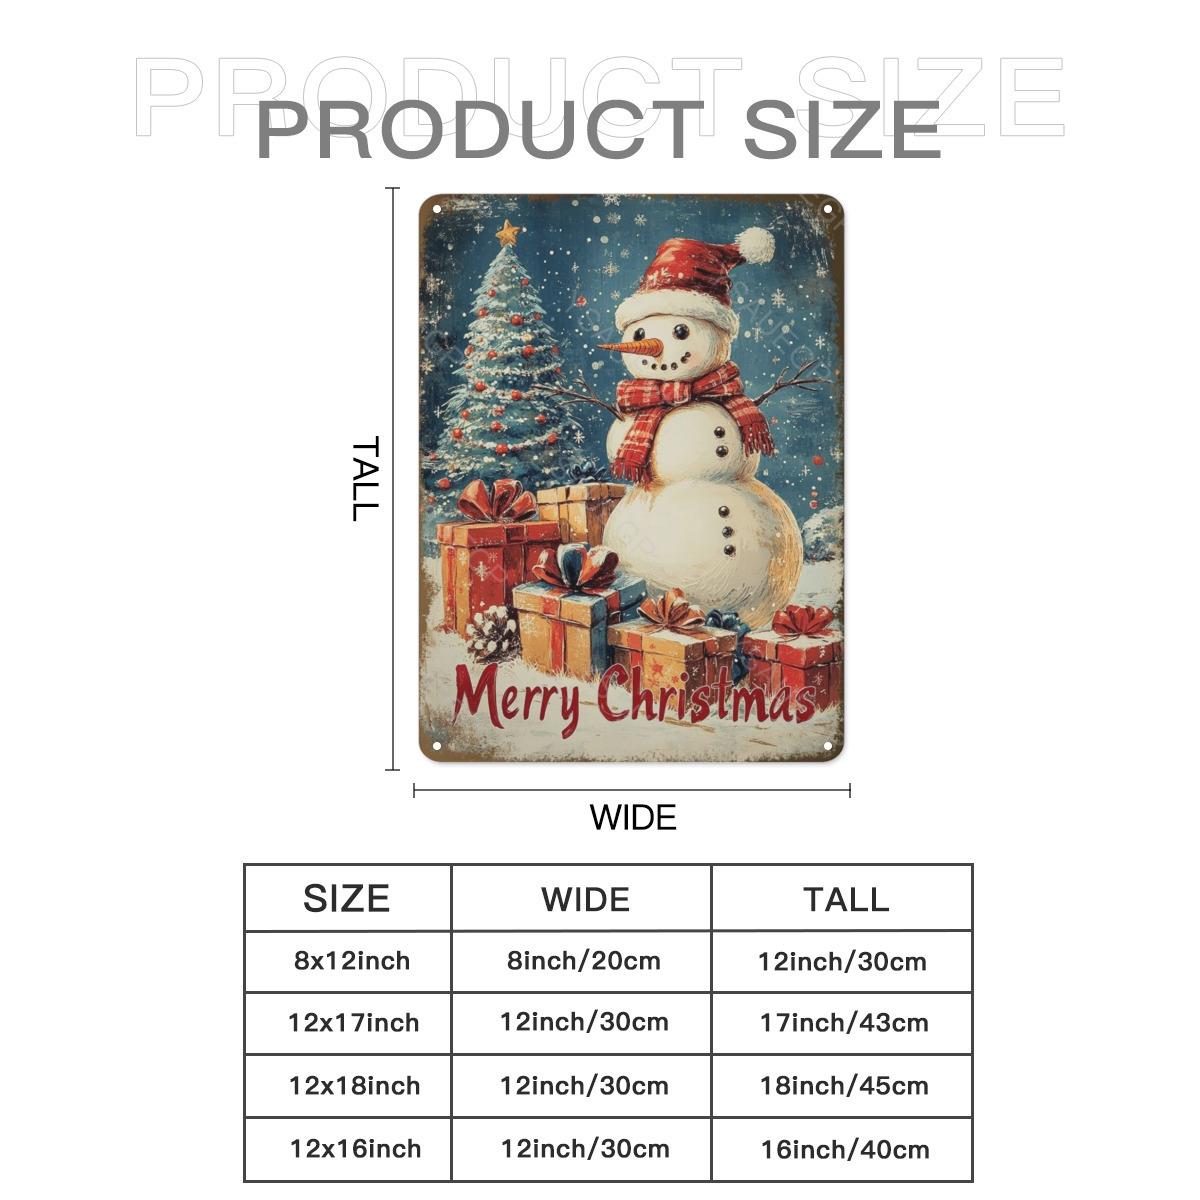 PRODUCT SIZE
PRODUCT SIZE
TALL
Merry Christmas
WIDE
SIZE WIDE TALL
8x12inch 8inch/20cm 12inch/30cm
12x17inch 12inch/30cm 17inch/43cm
12x18inch 12inch/30cm 18inch/45cm
12x16inch 12inch/30cm 16inch/40cm